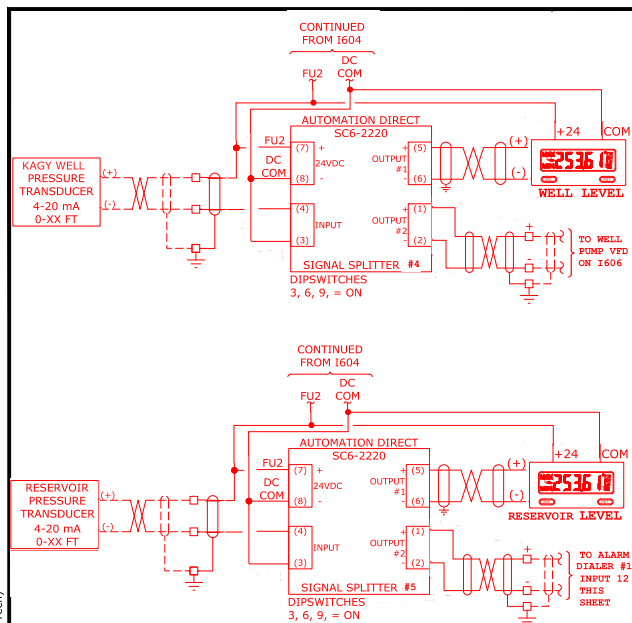 CONTINUED
FROM I604
DC
COM
FU2
AUTOMATION DIRECT
SC6-2220
+24
COM
FU2
(7)
+
24VDC
DC
COM
(8)
-
(4)
INPUT
(3)
+
(5)
OUTPUT
#1
-
(6)
OUTPUT
#2
(1)
-
(2)
SIGNAL SPLITTER #4
DIPSWITCHES
3, 6, 9, = ON
KAGY WELL
PRESSURE
TRANSDUCER
4-20 mA
0-XX FT
(+)
(-)
(+)
(-)
WELL LEVEL
+
-
TO WELL
PUMP VFD
ON I606
CONTINUED
FROM I604
DC
COM
FU2
AUTOMATION DIRECT
SC6-2220
+24
COM
FU2
(7)
+
24VDC
DC
COM
(8)
-
(4)
INPUT
(3)
+
(5)
OUTPUT
#1
-
(6)
OUTPUT
#2
(1)
-
(2)
SIGNAL SPLITTER #5
DIPSWITCHES
3, 6, 9, = ON
RESERVOIR
PRESSURE
TRANSDUCER
4-20 mA
0-XX FT
(+)
(-)
(+)
(-)
RESERVOIR LEVEL
+
-
TO ALARM
DIALER #1
INPUT 12
THIS
SHEET